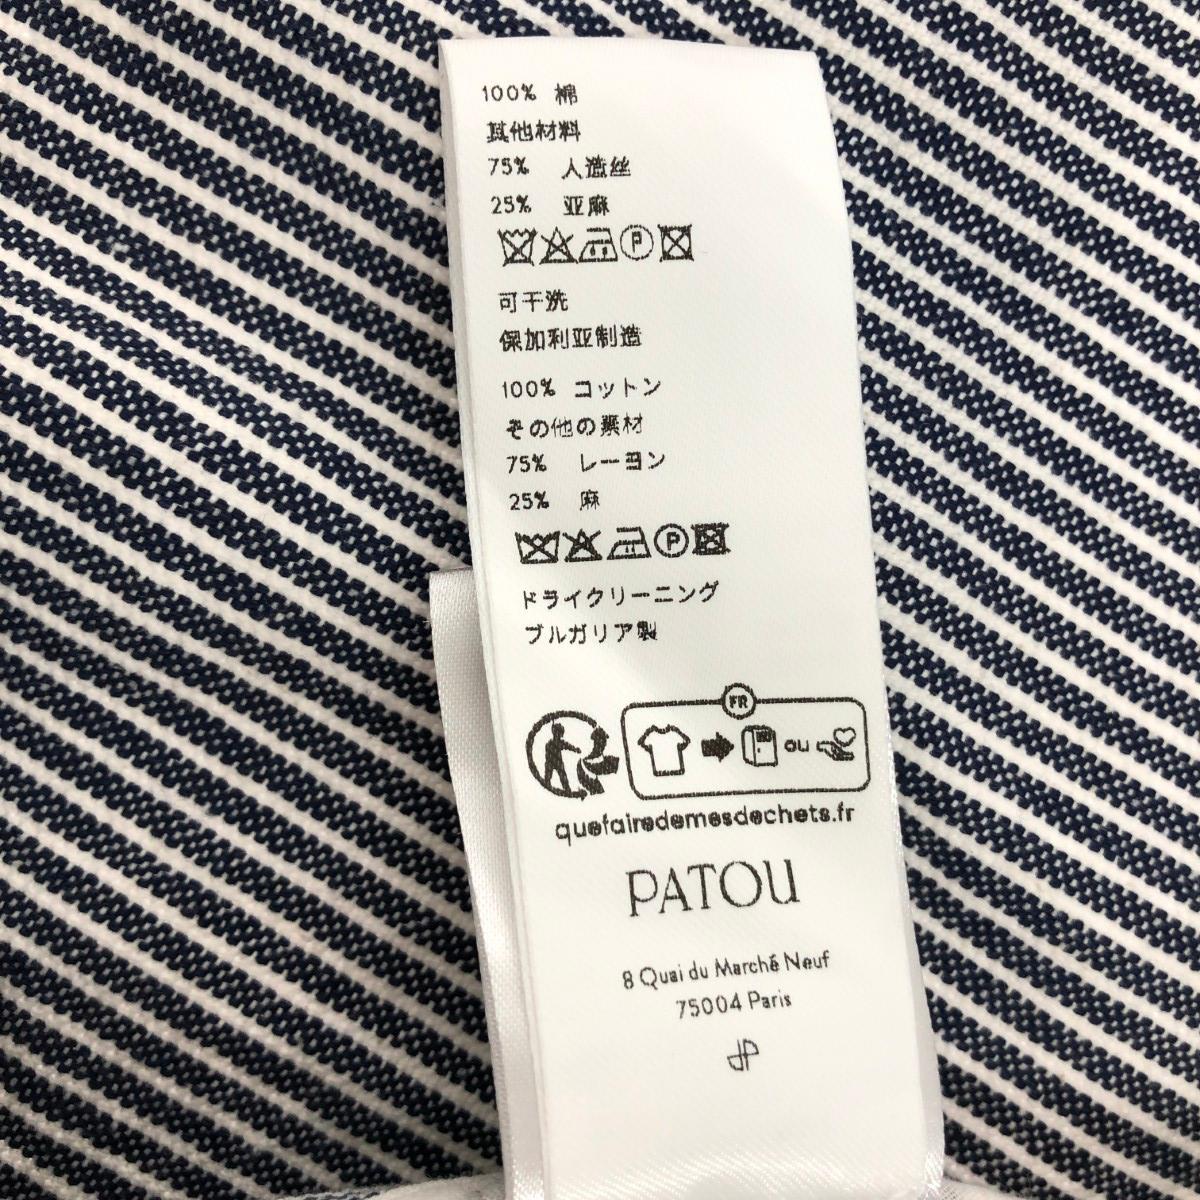 100% 棉
其他材料
75% 人造丝
25% 亚麻
P
可干洗
保加利亚制造
100% コットン
その他の素材
75% レーヨン
25% 麻
P
ドライクリーニング
ブルガリア製
FR
ou
quefairedemesdechets.fr
PATOU
8 Quai du Marché Neuf
75004 Paris
JP